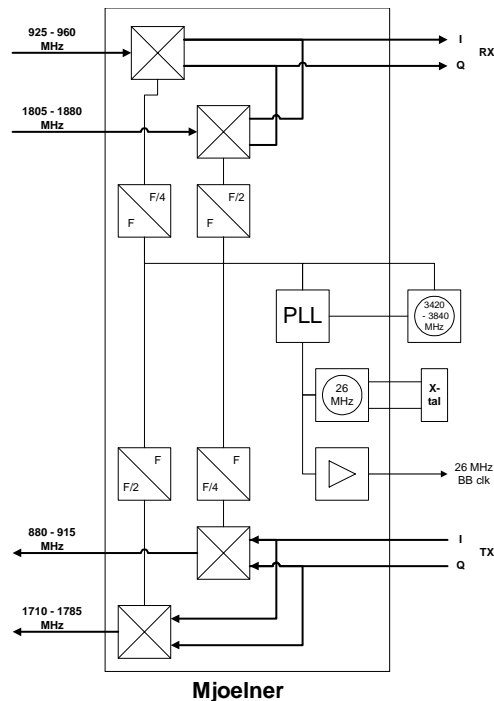 925 - 960
MHz
I
RX
Q
1805 - 1880
MHz
F/4
F
F/2
F
PLL
3420
- 3840
MHz
26
MHz
X-
tal
F
F/2
F
F/4
26 MHz
BB clk
880 - 915
MHz
I
TX
Q
1710 - 1785
MHz
Mjoelner